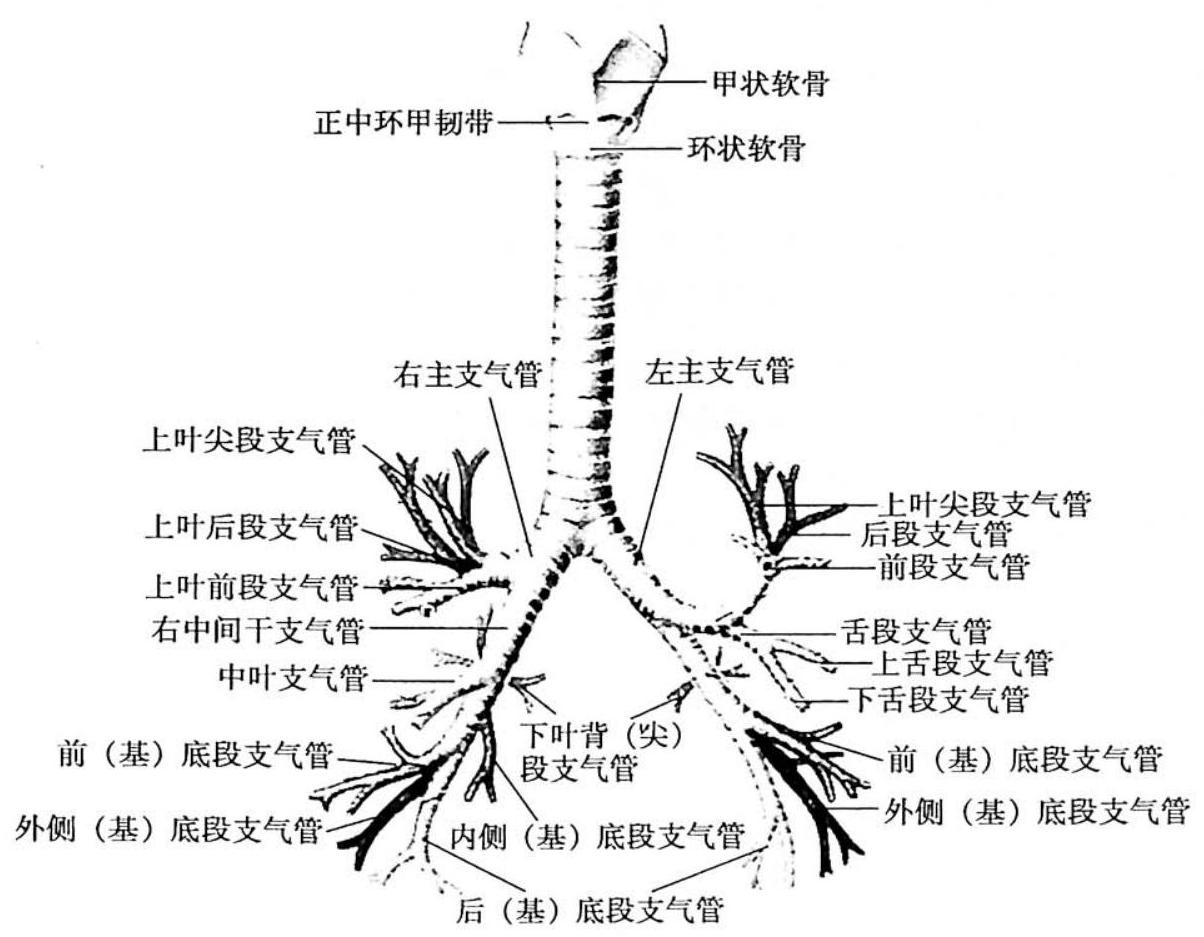 甲状软骨
正中环甲韧带
环状软骨
右主支气管
左主支气管
上叶尖段支气管
上叶后段支气管
上叶前段支气管
右中间干支气管
中叶支气管
前（基）底段支气管
外侧（基）底段支气管
上叶尖段支气管
后段支气管
前段支气管
舌段支气管
上舌段支气管
下舌段支气管
下叶背（尖）
段支气管
前（基）底段支气管
外侧（基）底段支气管
内侧（基）底段支气管
后（基）底段支气管